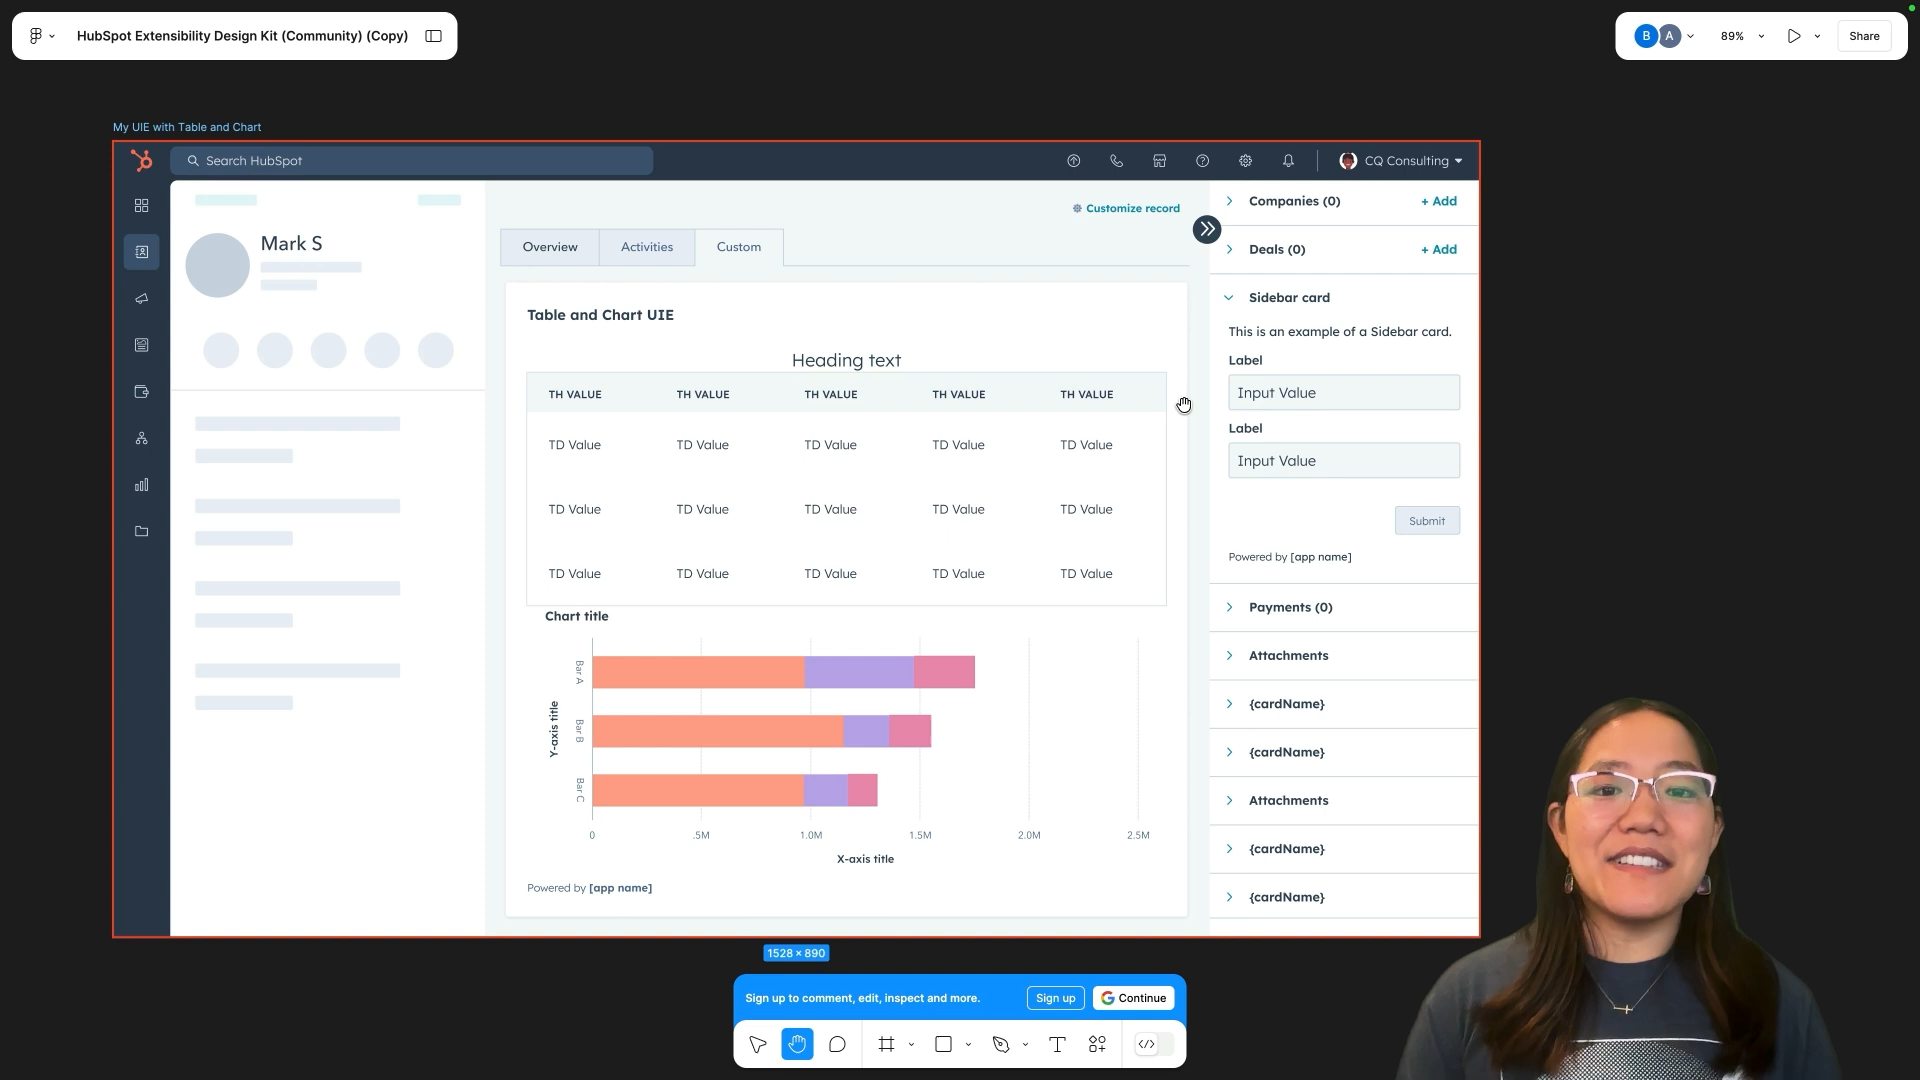 HubSpot Extensibility Design Kit (Community) (Copy)
B A 89% Share
My UIE with Table and Chart
Search HubSpot
CQ Consulting
Mark S
Customize record
Overview Activities Custom
Table and Chart UIE
Heading text
TH VALUE TH VALUE TH VALUE TH VALUE TH VALUE
TD Value TD Value TD Value TD Value TD Value
TD Value TD Value TD Value TD Value TD Value
TD Value TD Value TD Value TD Value TD Value
Chart title
Y-axis title
Bar A
Bar B
Bar C
0 .5M 1.0M 1.5M 2.0M 2.5M
X-axis title
Powered by [app name]
Companies (0) + Add
Deals (0) + Add
Sidebar card
This is an example of a Sidebar card.
Label
Input Value
Label
Input Value
Submit
Powered by [app name]
Payments (0)
Attachments
{cardName}
{cardName}
Attachments
{cardName}
{cardName}
1528 × 890
Sign up to comment, edit, inspect and more. Sign up Continue